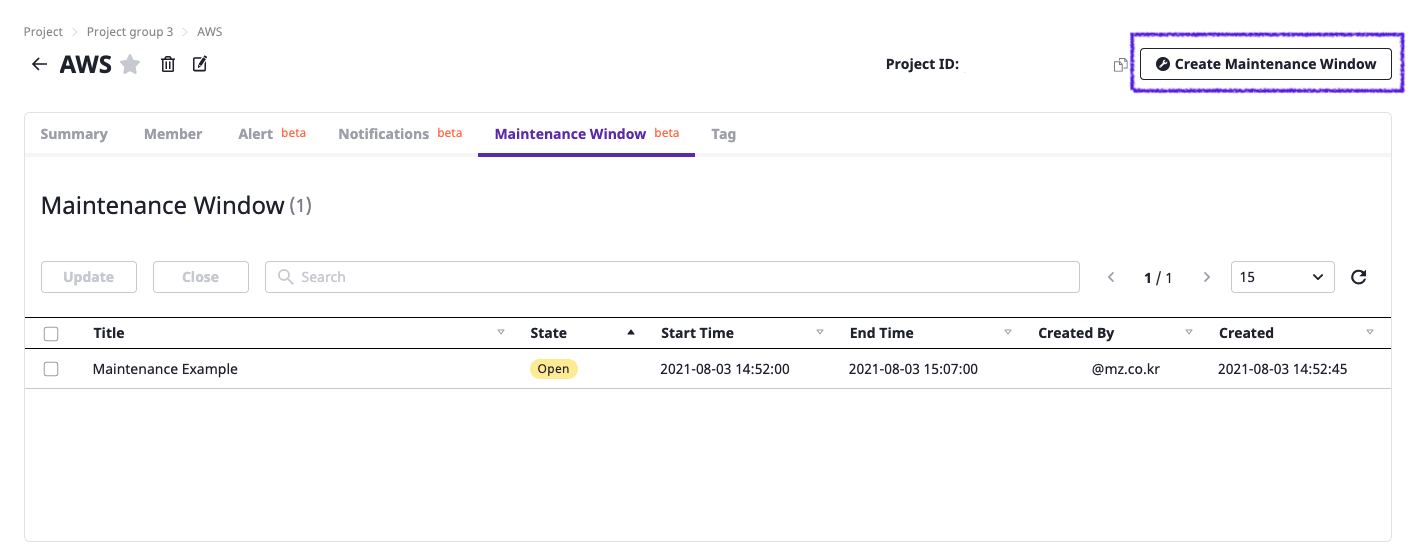 Project > Project group 3 > AWS
AWS
Project ID:
Create Maintenance Window
Summary Member Alert beta Notifications beta Maintenance Window beta Tag
Maintenance Window (1)
Update Close Search 1 / 1 15
Title State Start Time End Time Created By Created
Maintenance Example Open 2021-08-03 14:52:00 2021-08-03 15:07:00 @mz.co.kr 2021-08-03 14:52:45